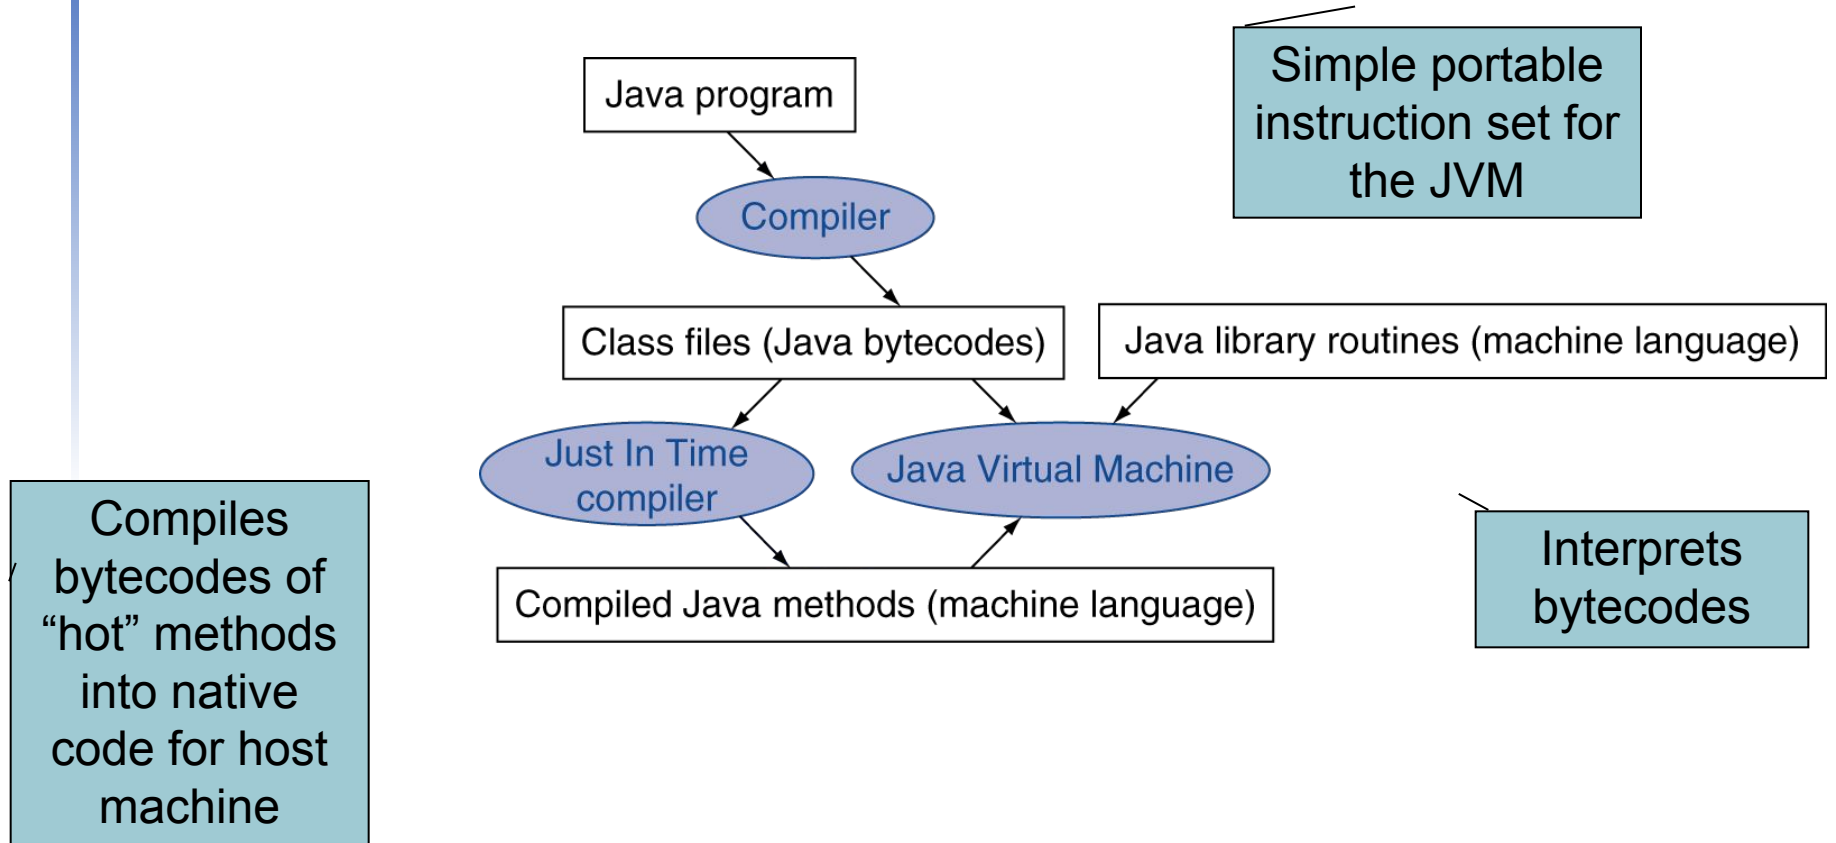 Java program
Simple portable
instruction set for
the JVM
Compiler
Class files (Java bytecodes)
Java library routines (machine language)
Just In Time
compiler
Java Virtual Machine
Compiles
bytecodes of
“hot” methods
into native
code for host
machine
Interprets
bytecodes
Compiled Java methods (machine language)